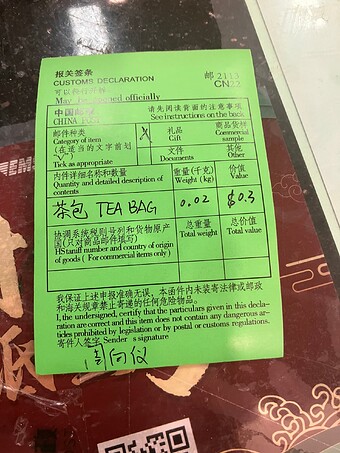 报关签条
CUSTOMS DECLARATION
邮 2113
CN22
可以径行开拆
May be opened officially
中国邮政
CHINA POST
请先阅读背面的注意事项
See instructions on the back
邮件种类
Category of item
(在适当的文字前划
Tick as appropriate
礼品
Gift
商品货样
Commercial
sample
文件
Documents
其他
Other
内件详细名称和数量
Quantity and detailed description of
contents
重量(千克)
Weight (kg)
价值
Value
茶包 TEA BAG
0.02
$0.3
协调系统税则号列和货物原产
国(只对商品邮件填写)
HS tariff number and country of origin
of goods ( For commercial items only )
总重量
Total weight
总价值
Total value
我保证上述申报准确无误,本函件内未装寄法律或邮政
和海关规章禁止寄递的任何危险物品。
I, the undersigned, certify that the particulars given in this decla-
ration are correct and this item does not contain any dangerous ar-
ticles prohibited by legislation or by postal or customs regulations.
寄件人签字 Sender's signature
EMS